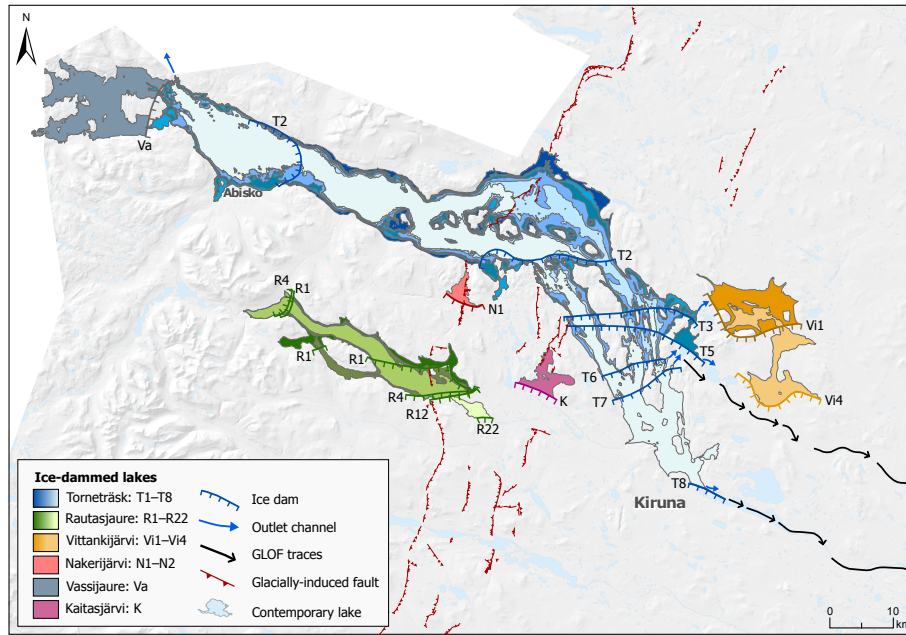 N
T2
Va
Abisko
T2
R4
R1
N1
T3
Vi1
R1
R1
T5
T6
R4
K
T7
Vi4
R12
R22
T8
Kiruna
Ice-dammed lakes
Torneträsk: T1–T8
Rautasjaure: R1–R22
Vittankijärvi: Vi1–Vi4
Nakerijärvi: N1–N2
Vassijaure: Va
Kaitasjärvi: K
Ice dam
Outlet channel
GLOF traces
Glacially-induced fault
Contemporary lake
0 10
km